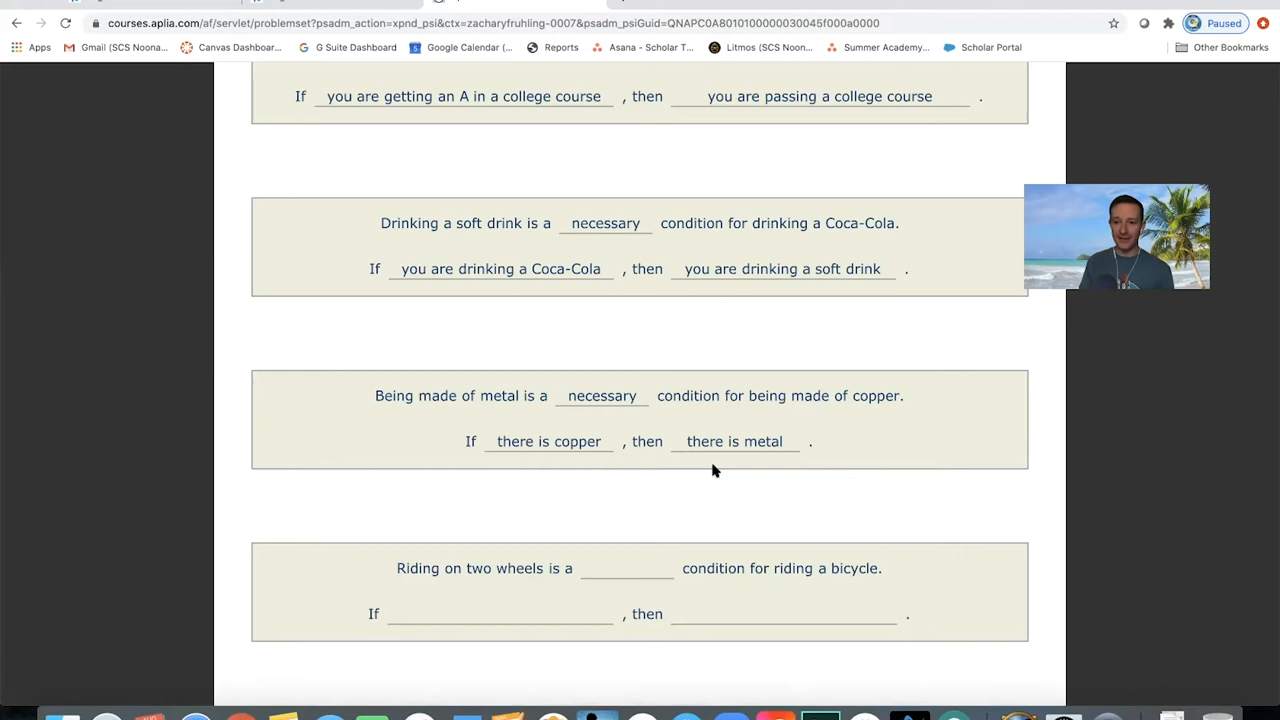 courses.aplia.com/af/servlet/problemset?psadm_action=xpnd_psi&ctx=zacharyfruhling-0007&psadm_psiGuid=QNAPC0A8010100000030045f000a0000
Paused
Apps Gmail (SCS Noona... Canvas Dashboar... G Suite Dashboard Google Calendar (... Reports Asana - Scholar T... Litmos (SCS Noon... Summer Academy... Scholar Portal Other Bookmarks
If you are getting an A in a college course , then you are passing a college course .
Drinking a soft drink is a necessary condition for drinking a Coca-Cola.
If you are drinking a Coca-Cola , then you are drinking a soft drink .
Being made of metal is a necessary condition for being made of copper.
If there is copper , then there is metal .
Riding on two wheels is a condition for riding a bicycle.
If , then .